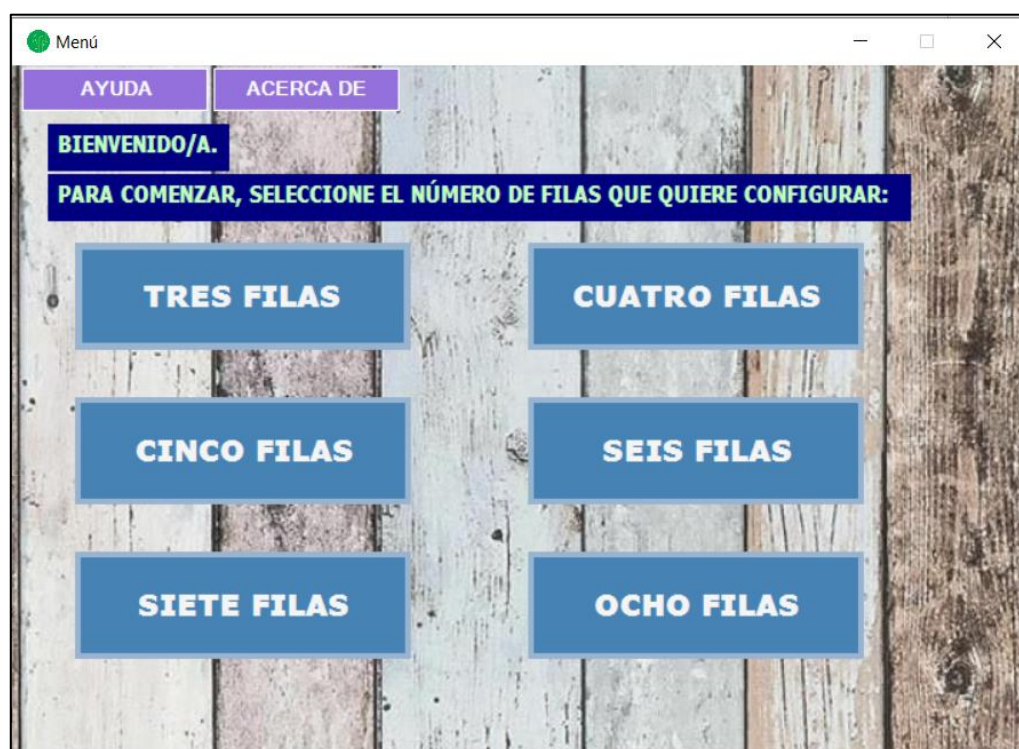 Menú
AYUDA ACERCA DE
BIENVENIDO/A.
PARA COMENZAR, SELECCIONE EL NÚMERO DE FILAS QUE QUIERE CONFIGURAR:
TRES FILAS CUATRO FILAS
CINCO FILAS SEIS FILAS
SIETE FILAS OCHO FILAS